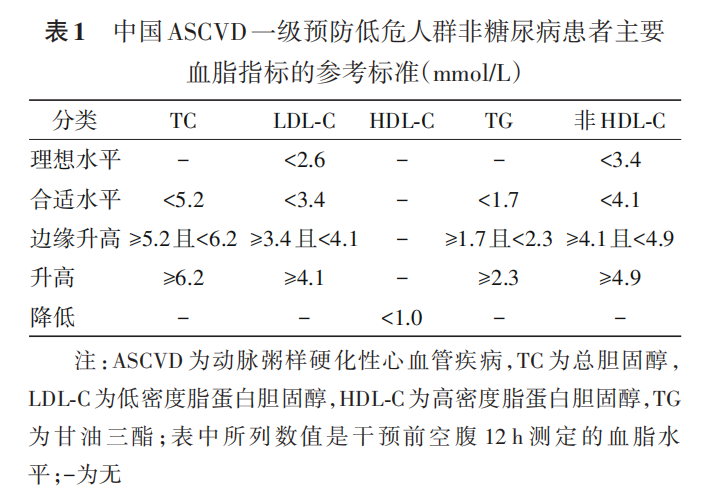 表1 中国ASCVD一级预防低危人群非糖尿病患者主要
血脂指标的参考标准(mmol/L)
分类 TC LDL-C HDL-C TG 非HDL-C
理想水平 – <2.6 – – <3.4
合适水平 <5.2 <3.4 – <1.7 <4.1
边缘升高 ≥5.2且<6.2 ≥3.4且<4.1 – ≥1.7且<2.3 ≥4.1且<4.9
升高 ≥6.2 ≥4.1 – ≥2.3 ≥4.9
降低 – – <1.0 – –
注:ASCVD为动脉粥样硬化性心血管疾病,TC为总胆固醇,
LDL-C为低密度脂蛋白胆固醇,HDL-C为高密度脂蛋白胆固醇,TG
为甘油三酯;表中所列数值是干预前空腹12 h测定的血脂水
平;–为无